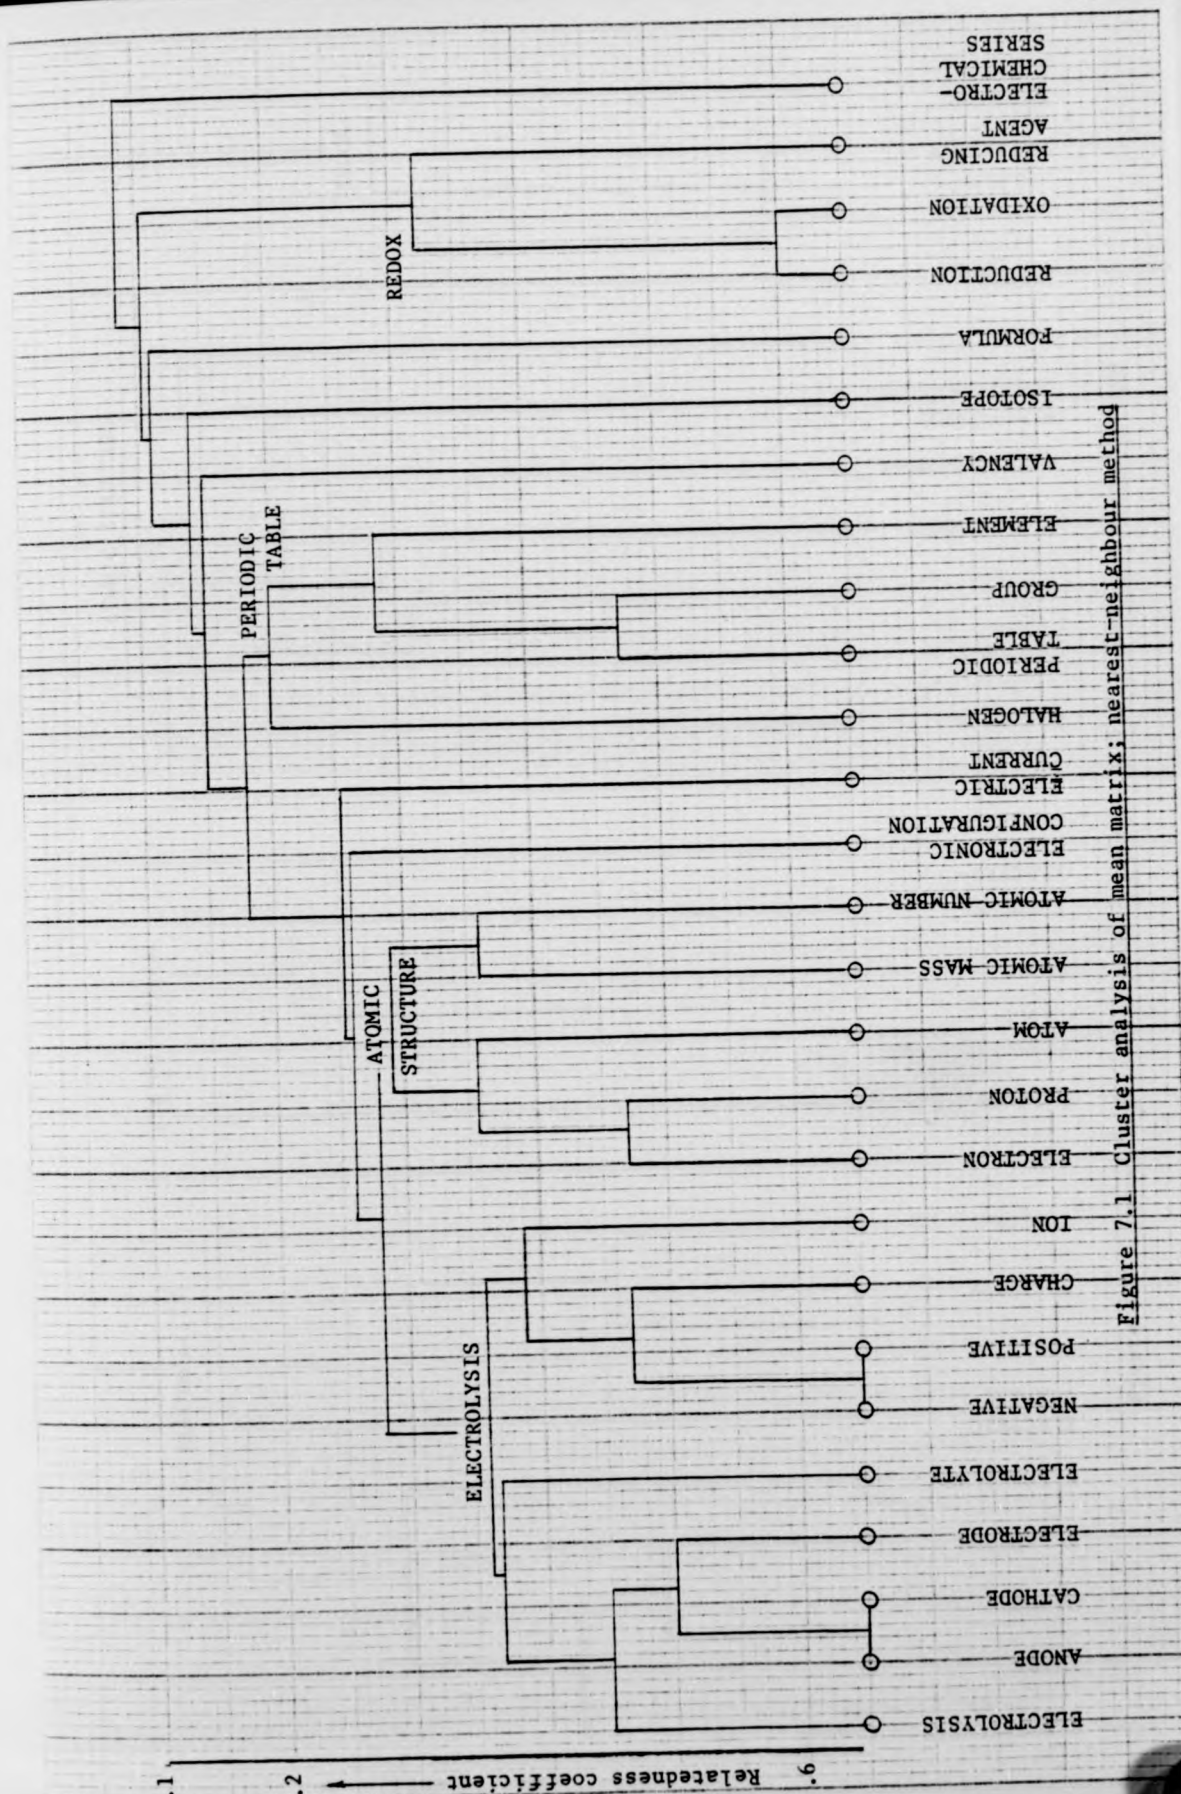 ELECTRO-
CHEMICAL
SERIES
REDUCING
AGENT
OXIDATION
REDUCTION
FORMULA
ISOTOPE
VALENCY
ELEMENT
GROUP
PERIODIC
TABLE
HALOGEN
ELECTRIC
CURRENT
ELECTRONIC
CONFIGURATION
ATOMIC NUMBER
ATOMIC MASS
ATOM
PROTON
ELECTRON
ION
CHARGE
POSITIVE
NEGATIVE
ELECTROLYTE
ELECTRODE
CATHODE
ANODE
ELECTROLYSIS
REDOX
PERIODIC
TABLE
ATOMIC
STRUCTURE
ELECTROLYSIS
.1
.2
Relatedness coefficient
.6
Figure 7.1 Cluster analysis of mean matrix; nearest-neighbour method